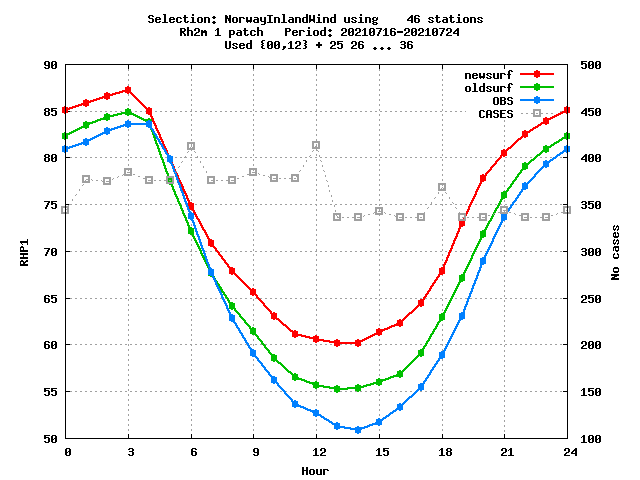 Selection: NorwayInlandWind using    46 stations
Rh2m 1 patch   Period: 20210716-20210724
Used {00,12} + 25 26 ... 36
newsurf
oldsurf
OBS
CASES
90
85
80
75
70
65
60
55
50
RHP1
500
450
400
350
300
250
200
150
100
No cases
0 3 6 9 12 15 18 21 24
Hour